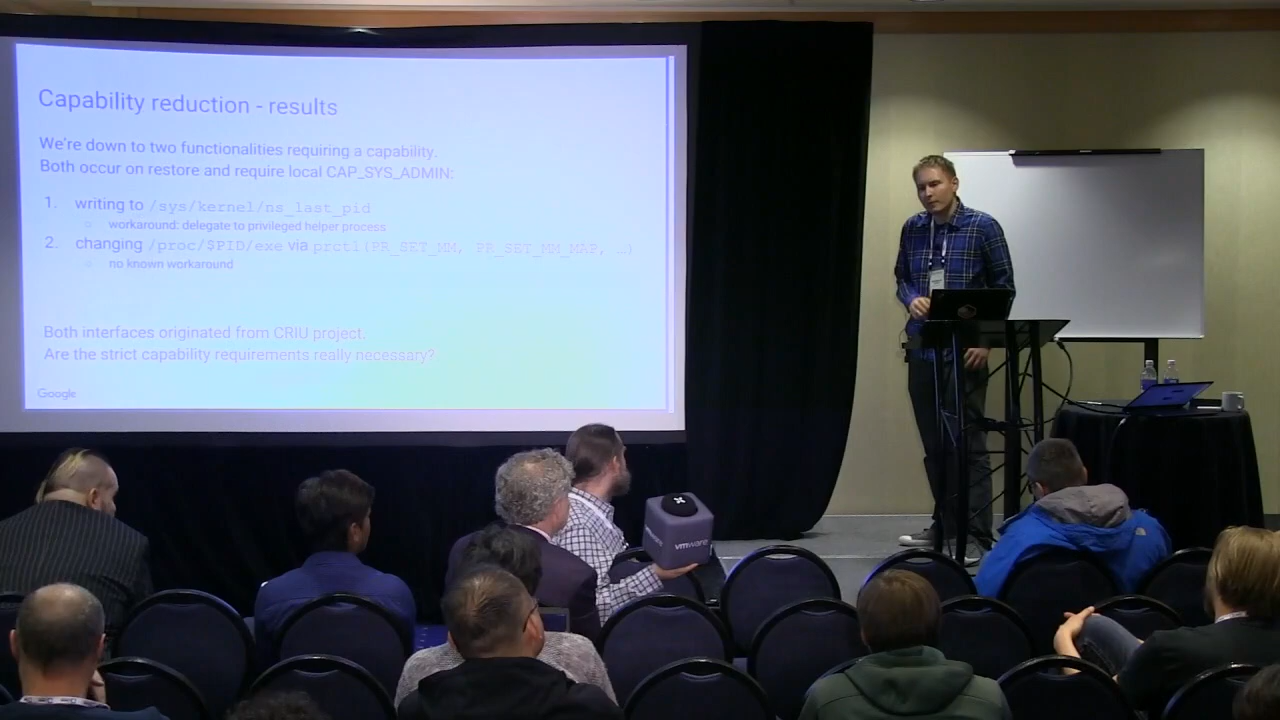 Capability reduction - results
We're down to two functionalities requiring a capability.
Both occur on restore and require local CAP_SYS_ADMIN:
1. writing to /sys/kernel/ns_last_pid
workaround: delegate to privileged helper process
2. changing /proc/$PID/exe via prctl(PR_SET_MM, PR_SET_MM_MAP, …)
no known workaround
Both interfaces originated from CRIU project.
Are the strict capability requirements really necessary?
Google
vmware